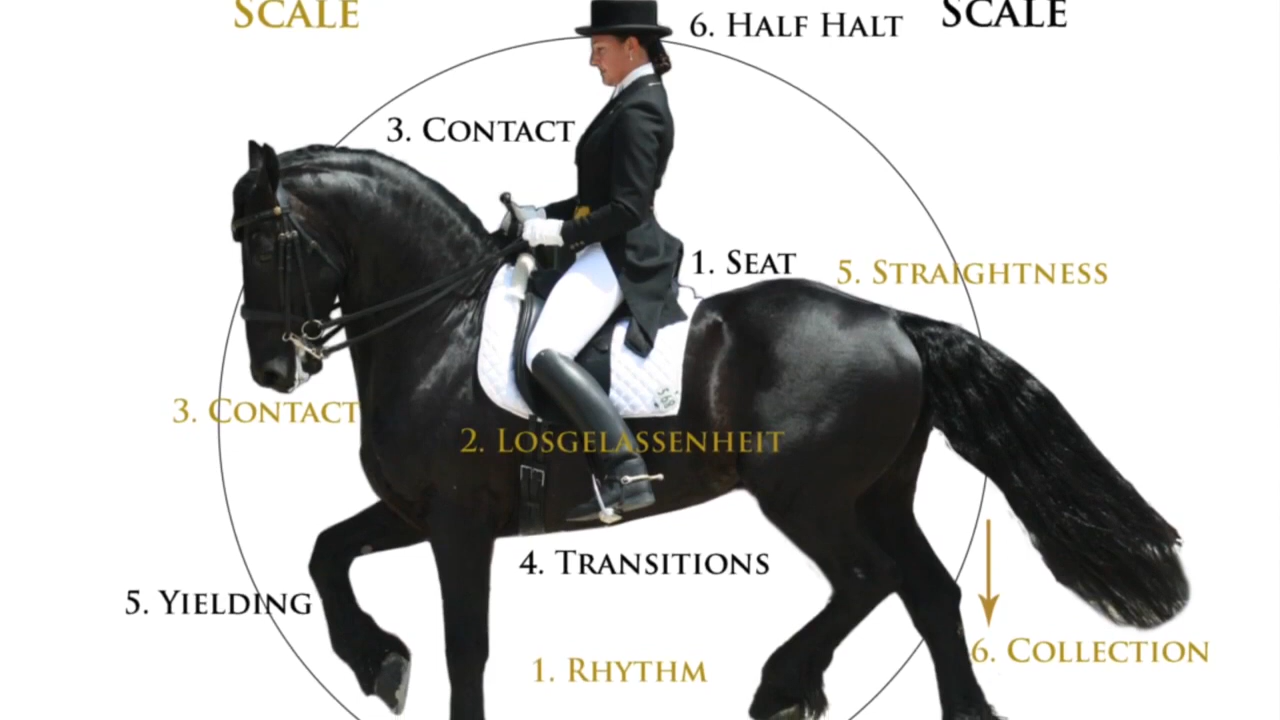 SCALE
6. HALF HALT
SCALE
3. CONTACT
1. SEAT
5. STRAIGHTNESS
3. CONTACT
2. LOSGELASSENHEIT
4. TRANSITIONS
5. YIELDING
6. COLLECTION
1. RHYTHM